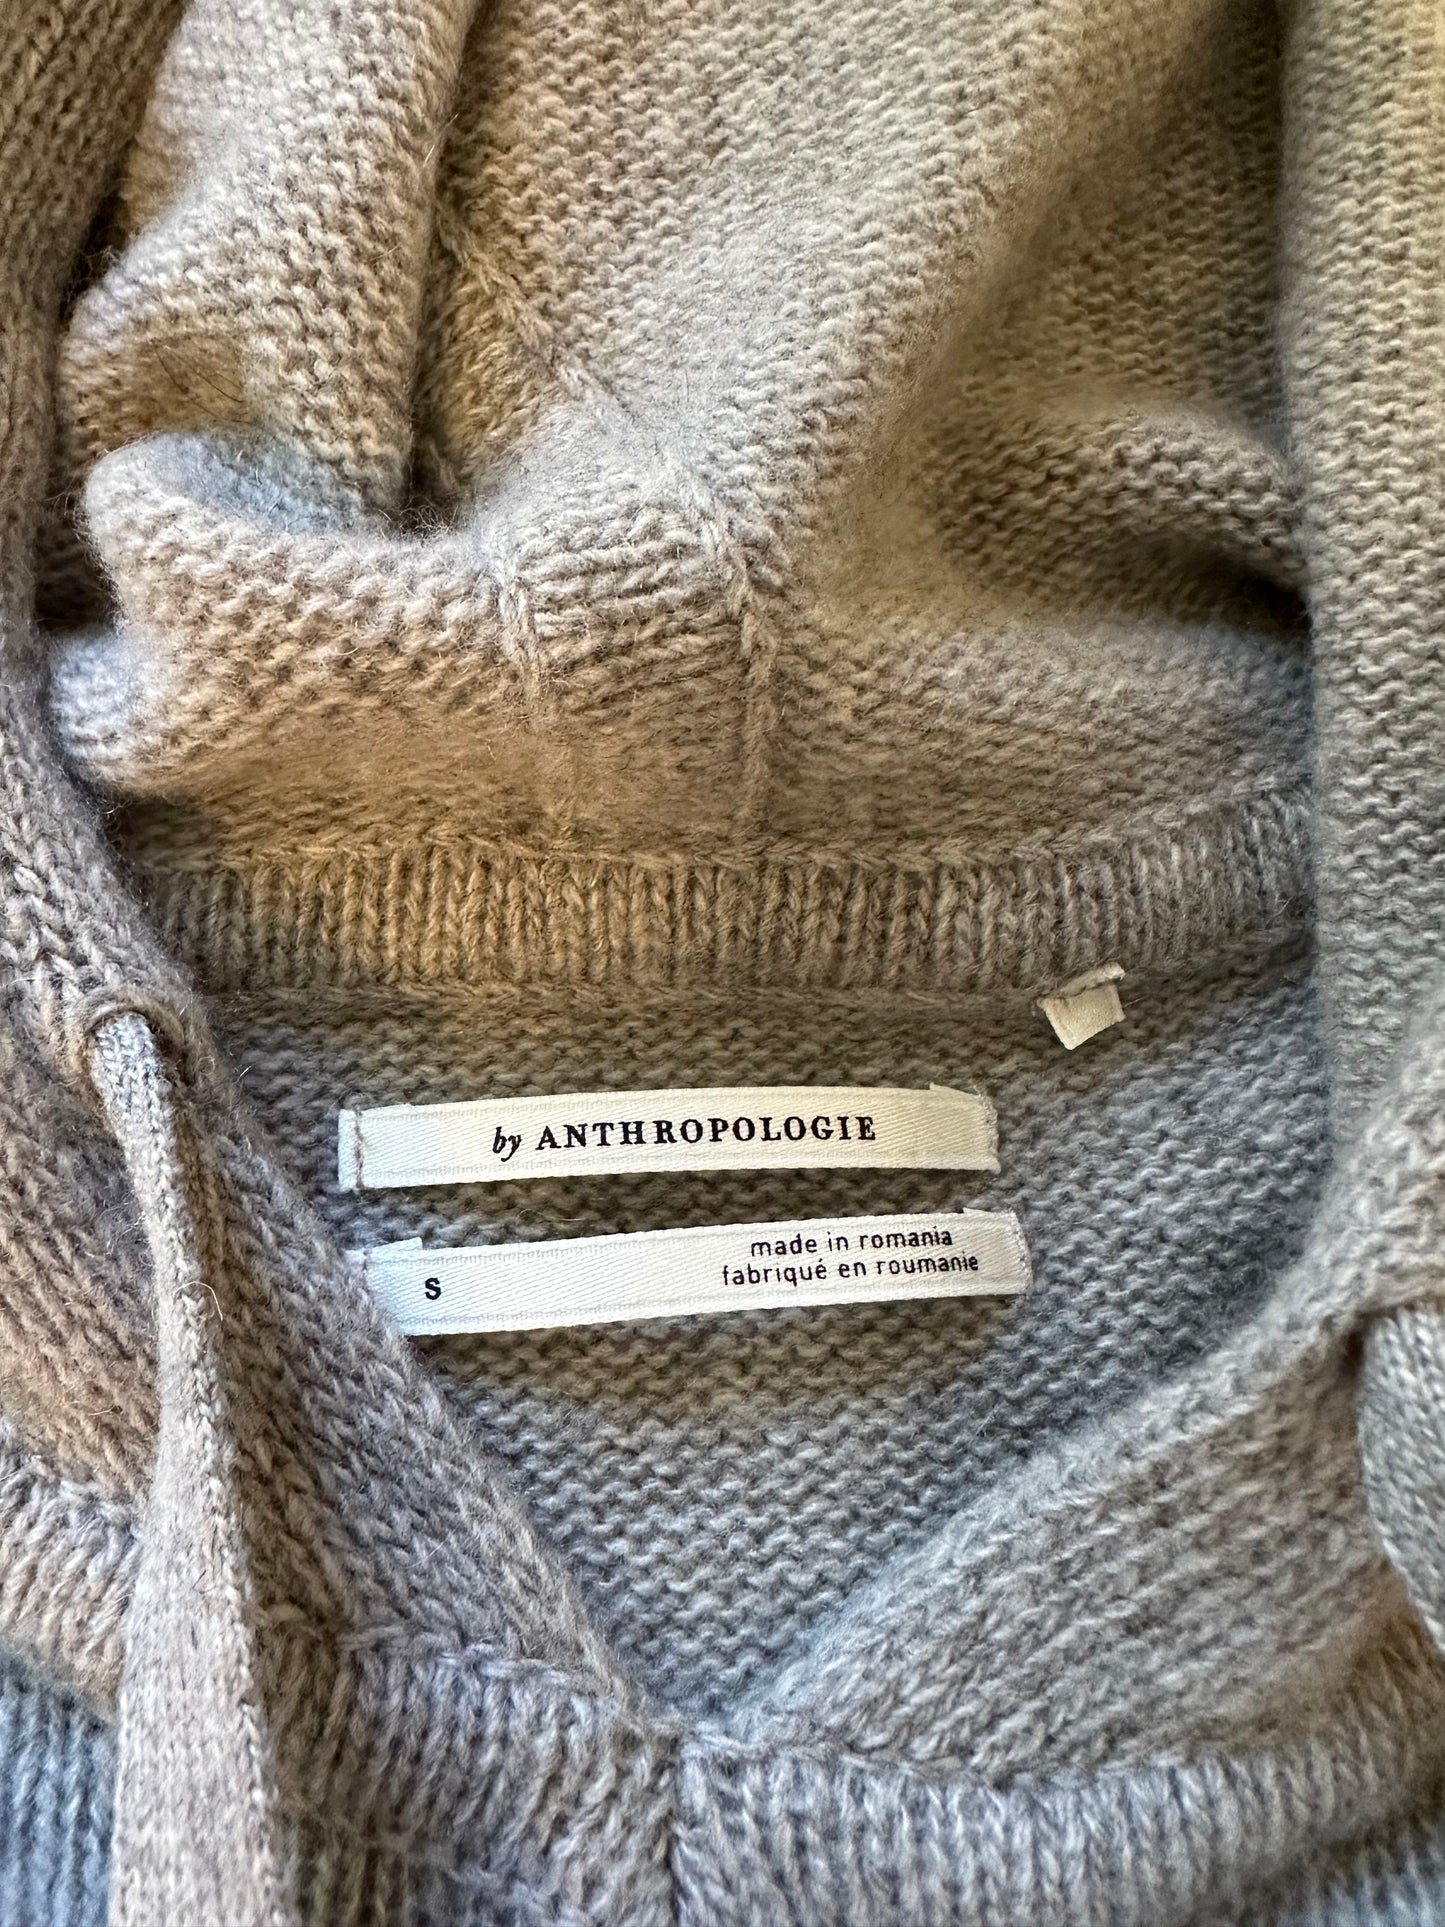 by ANTHROPOLOGIE
S
made in romania
fabriqué en roumanie